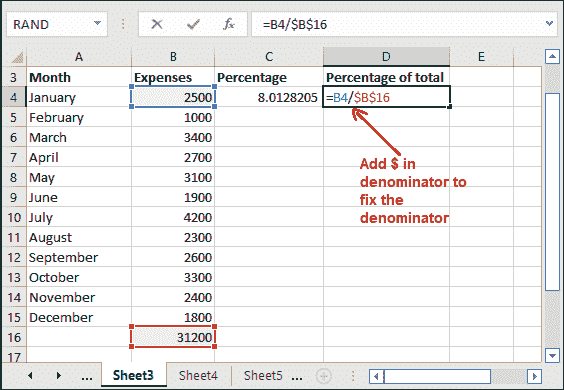 RAND =B4/$B$16
A B C D E
3 Month Expenses Percentage Percentage of total
4 January 2500 8.0128205 =B4/$B$16
5 February 1000
6 March 3400
7 April 2700
8 May 3100
9 June 1900
10 July 4200
11 August 2300
12 September 2600
13 October 3300
14 November 2400
15 December 1800
16 31200
17
Add $ in
denominator to
fix the
denominator
... Sheet3 Sheet4 Sheet5 ...